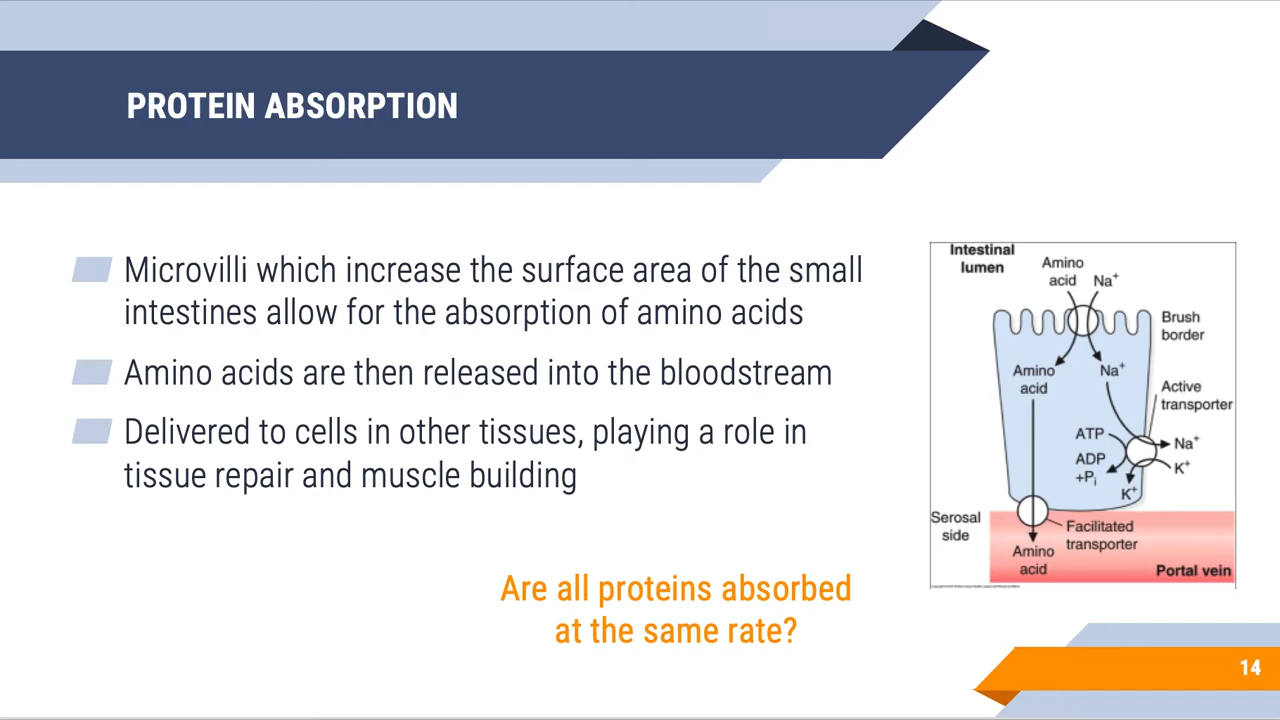 PROTEIN ABSORPTION
Microvilli which increase the surface area of the small
intestines allow for the absorption of amino acids
Amino acids are then released into the bloodstream
Delivered to cells in other tissues, playing a role in
tissue repair and muscle building
Are all proteins absorbed
at the same rate?
Intestinal
lumen
Amino
acid
Na⁺
Brush
border
Amino
acid
Na⁺
Active
transporter
ATP
ADP
+Pᵢ
Na⁺
K⁺
K⁺
Serosal
side
Facilitated
transporter
Amino
acid
Portal vein
14